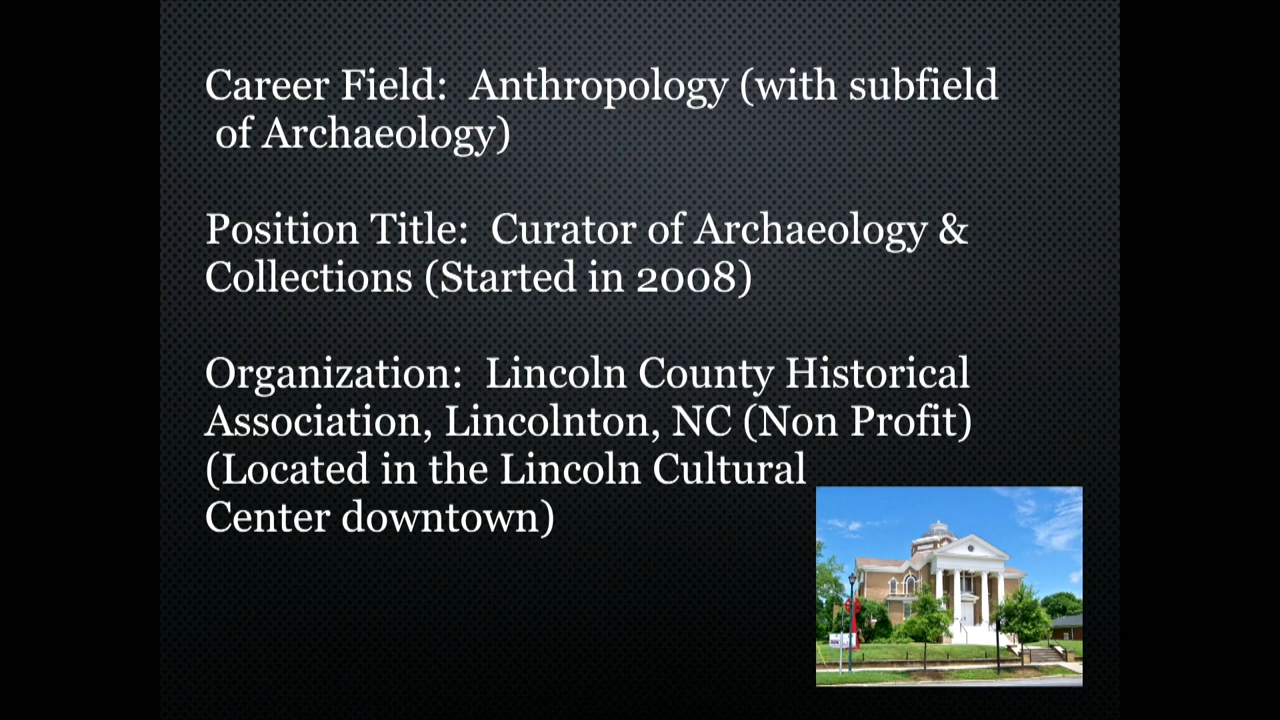 Career Field:  Anthropology (with subfield
of Archaeology)
Position Title:  Curator of Archaeology &
Collections (Started in 2008)
Organization:  Lincoln County Historical
Association, Lincolnton, NC (Non Profit)
(Located in the Lincoln Cultural
Center downtown)